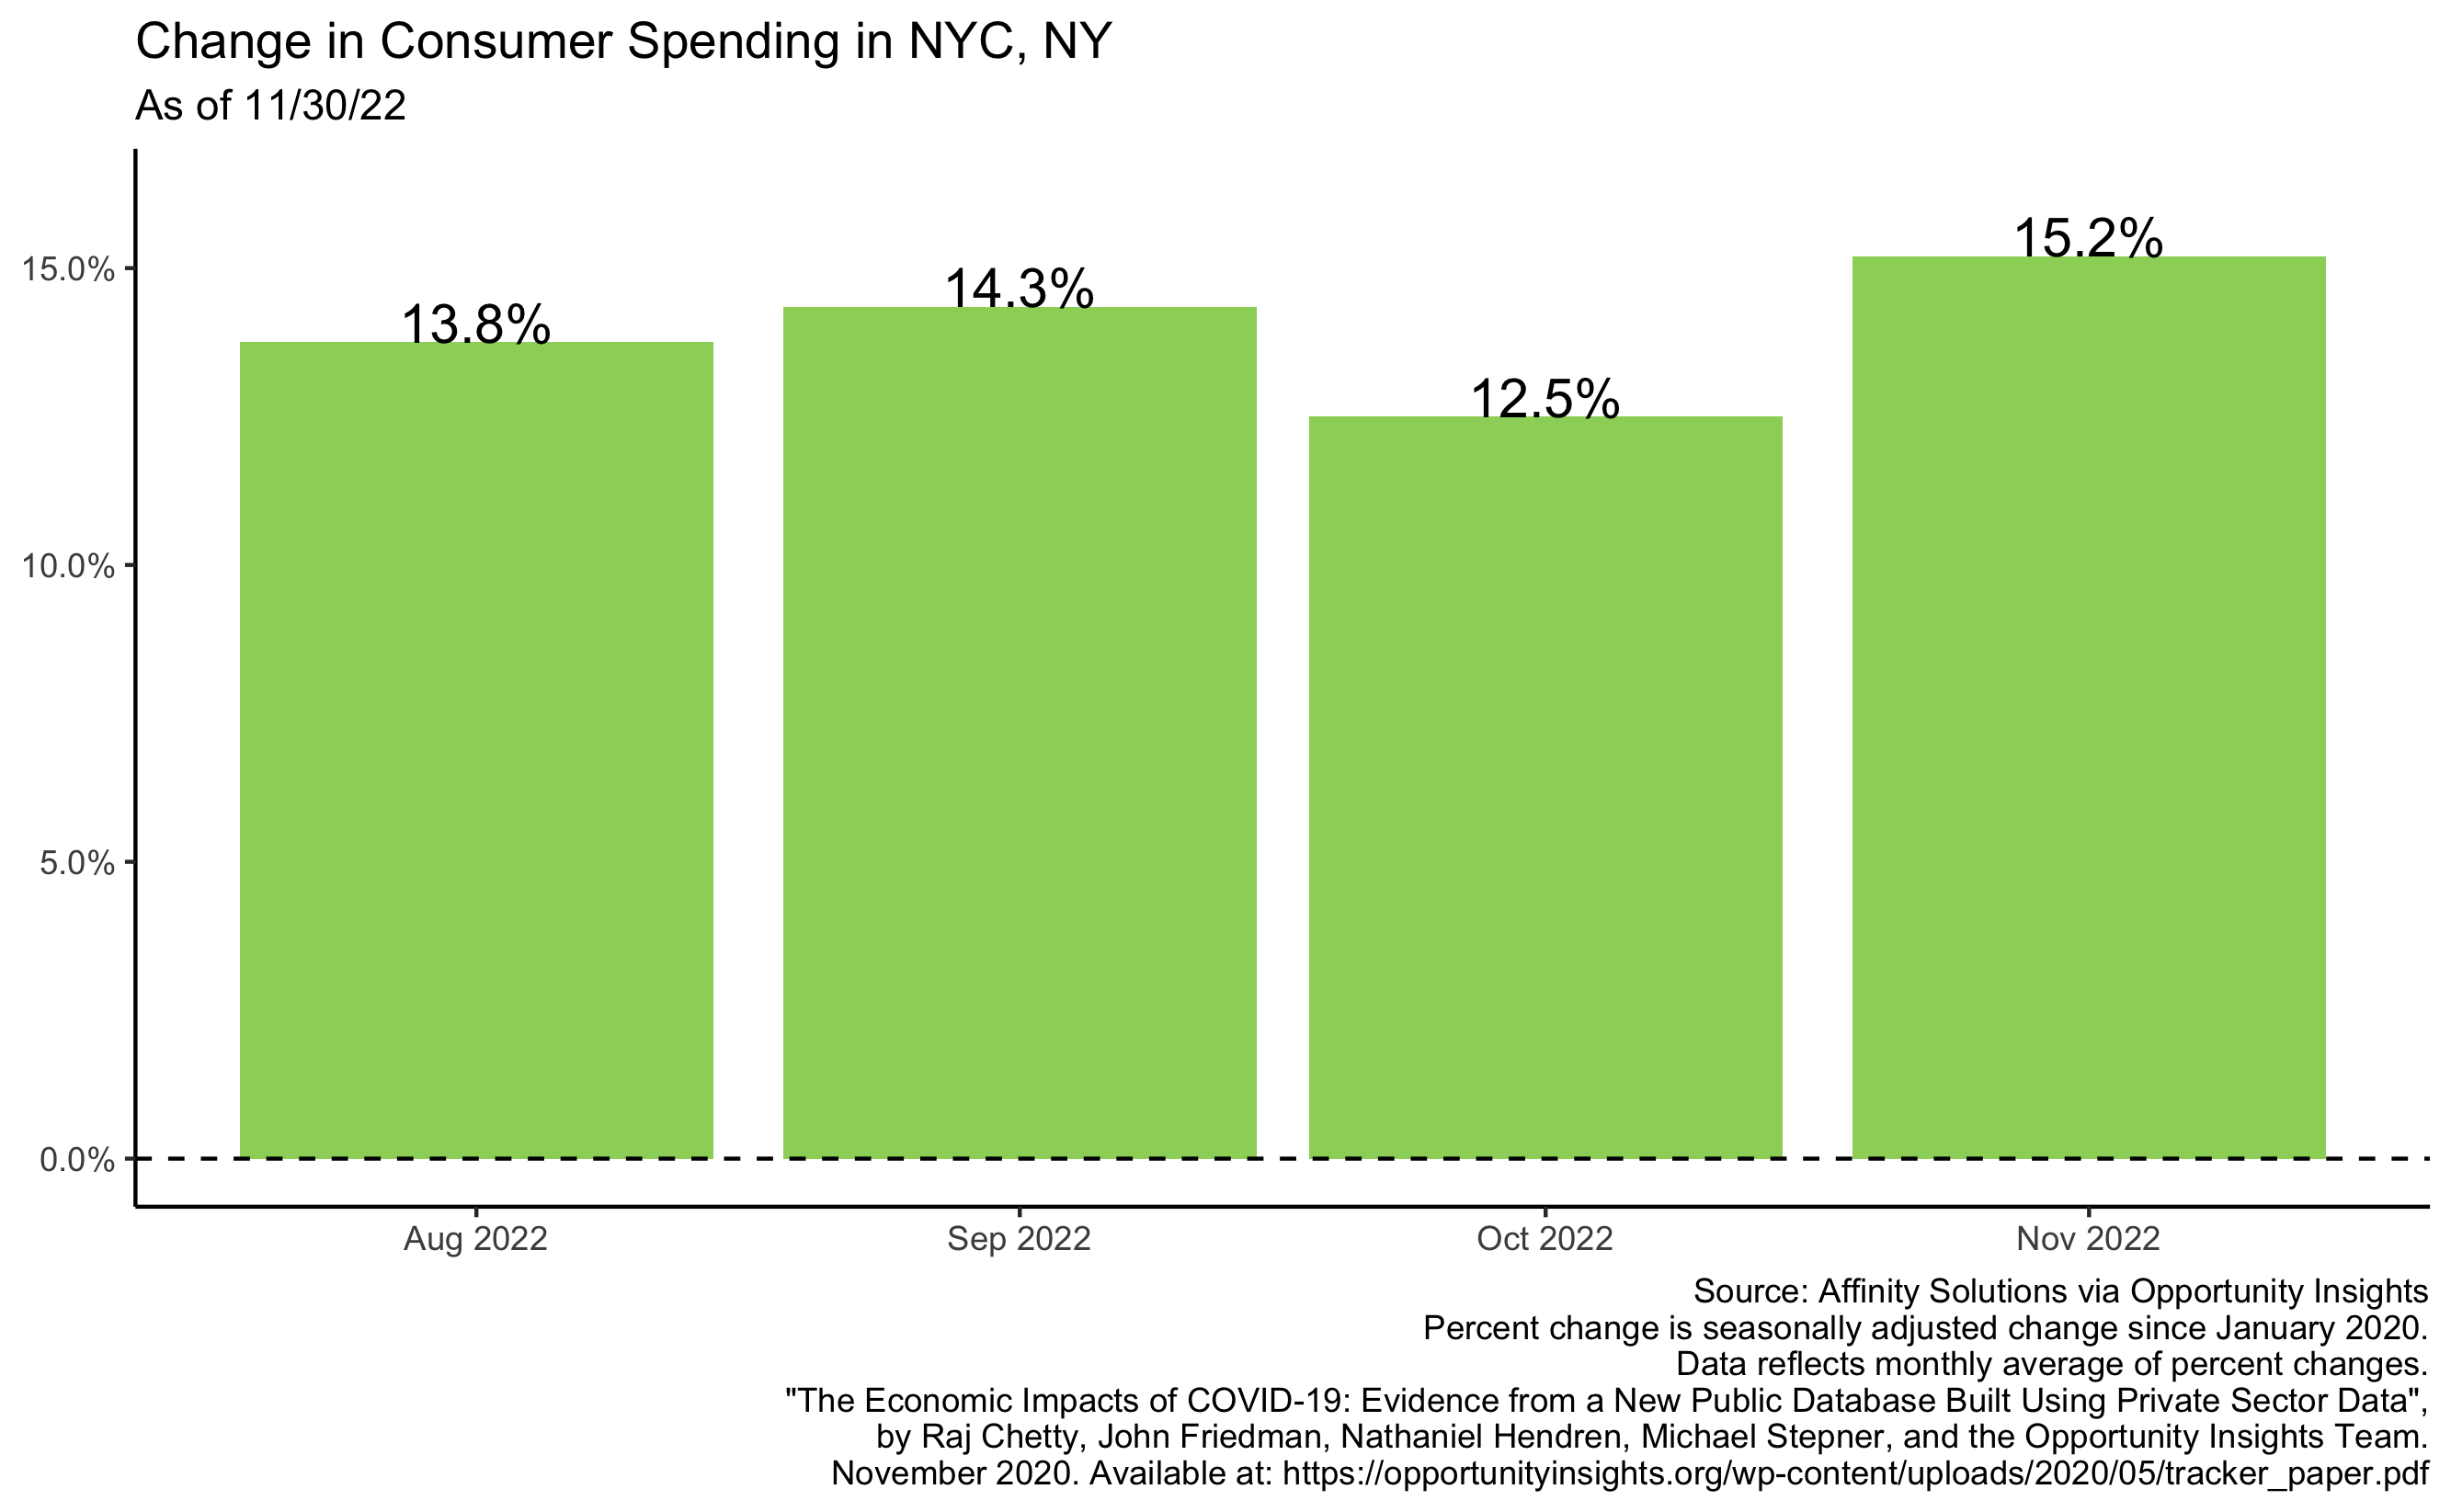 Change in Consumer Spending in NYC, NY
As of 11/30/22
15.0%
10.0%
5.0%
0.0%
13.8%
14.3%
12.5%
15.2%
Aug 2022
Sep 2022
Oct 2022
Nov 2022
Source: Affinity Solutions via Opportunity Insights
Percent change is seasonally adjusted change since January 2020.
Data reflects monthly average of percent changes.
"The Economic Impacts of COVID-19: Evidence from a New Public Database Built Using Private Sector Data",
by Raj Chetty, John Friedman, Nathaniel Hendren, Michael Stepner, and the Opportunity Insights Team.
November 2020. Available at: https://opportunityinsights.org/wp-content/uploads/2020/05/tracker_paper.pdf